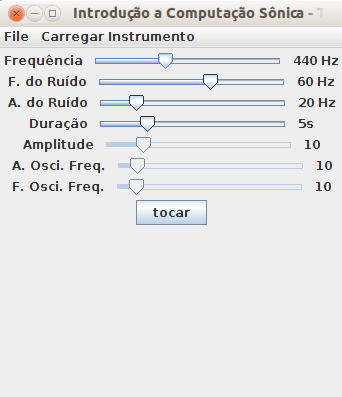 Introdução a Computação Sônica -
File Carregar Instrumento
Frequência 440 Hz
F. do Ruído 60 Hz
A. do Ruído 20 Hz
Duração 5s
Amplitude 10
A. Osci. Freq. 10
F. Osci. Freq. 10
tocar